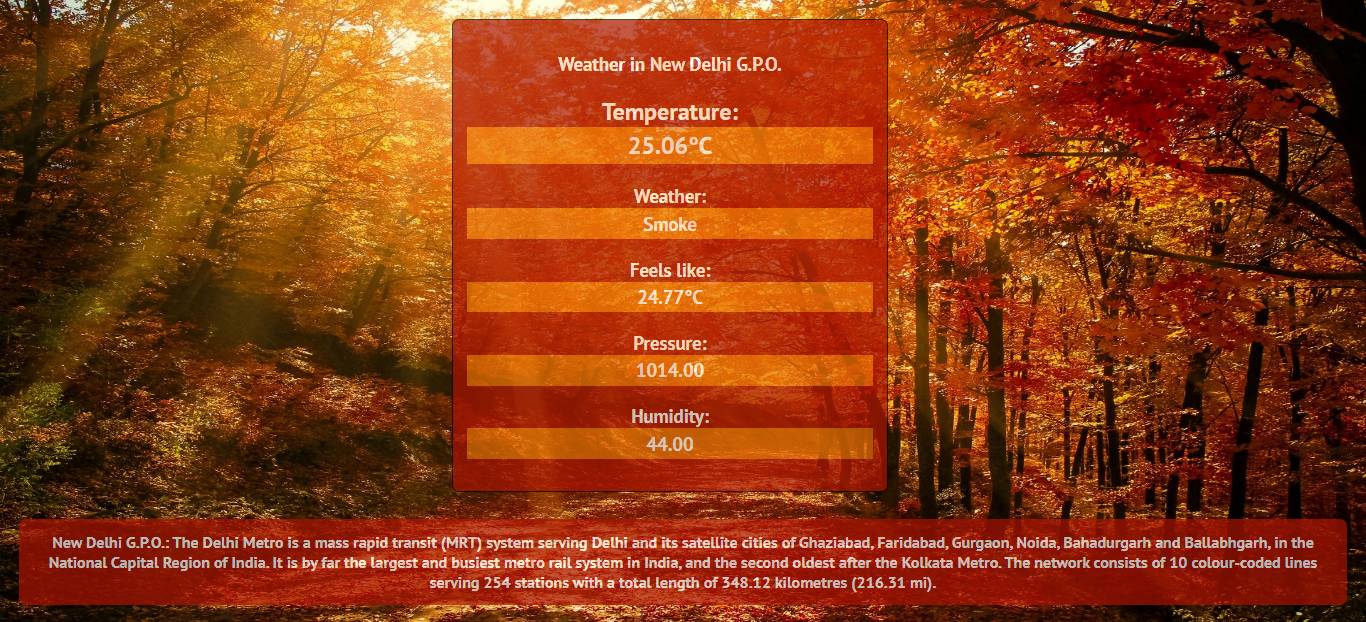 Weather in New Delhi G.P.O.
Temperature:
25.06°C
Weather:
Smoke
Feels like:
24.77°C
Pressure:
1014.00
Humidity:
44.00
New Delhi G.P.O.: The Delhi Metro is a mass rapid transit (MRT) system serving Delhi and its satellite cities of Ghaziabad, Faridabad, Gurgaon, Noida, Bahadurgarh and Ballabhgarh, in the
National Capital Region of India. It is by far the largest and busiest metro rail system in India, and the second oldest after the Kolkata Metro. The network consists of 10 colour-coded lines
serving 254 stations with a total length of 348.12 kilometres (216.31 mi).